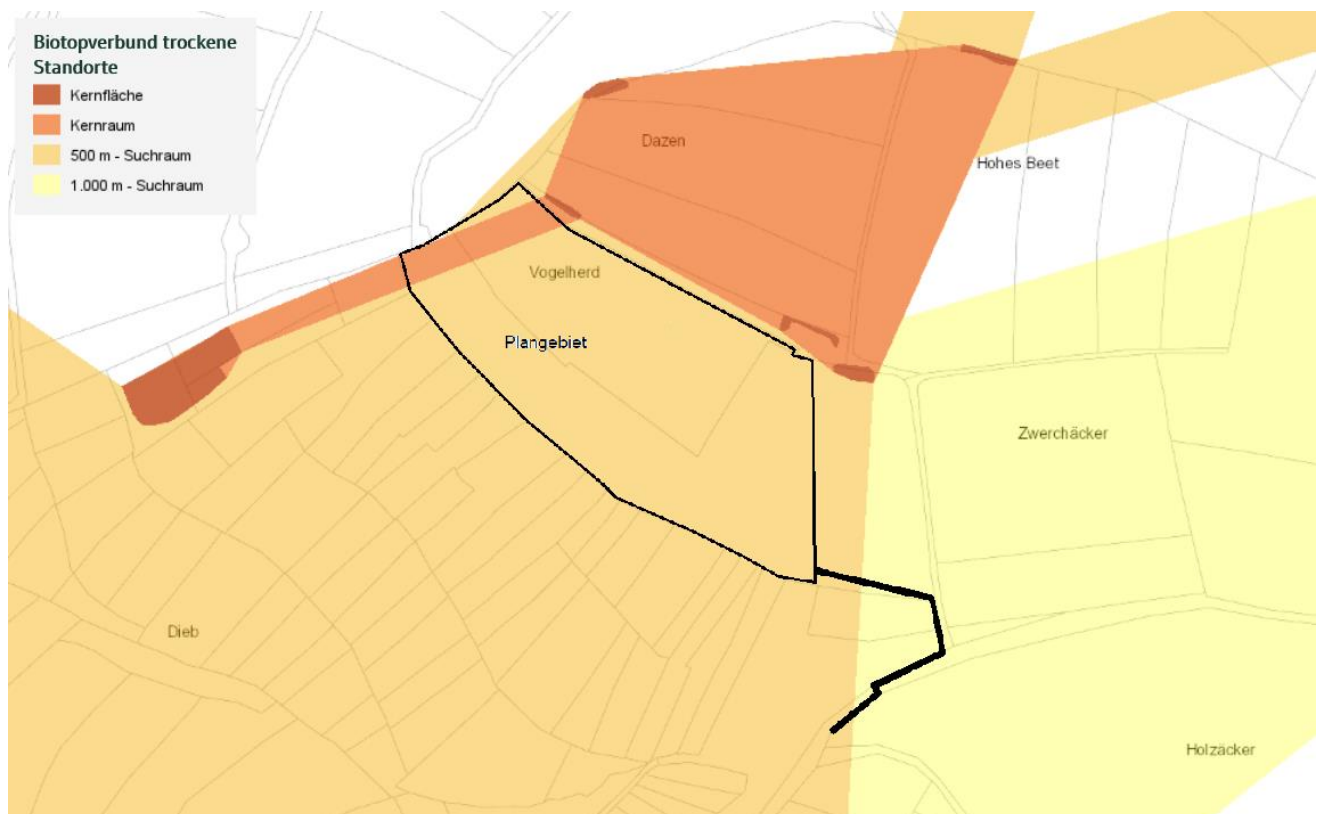 Biotopverbund trockene
Standorte
Kernfläche
Kernraum
500 m - Suchraum
1.000 m - Suchraum
Dazen
Hohes Beet
Vogelherd
Plangebiet
Zwerchäcker
Dieb
Holzäcker